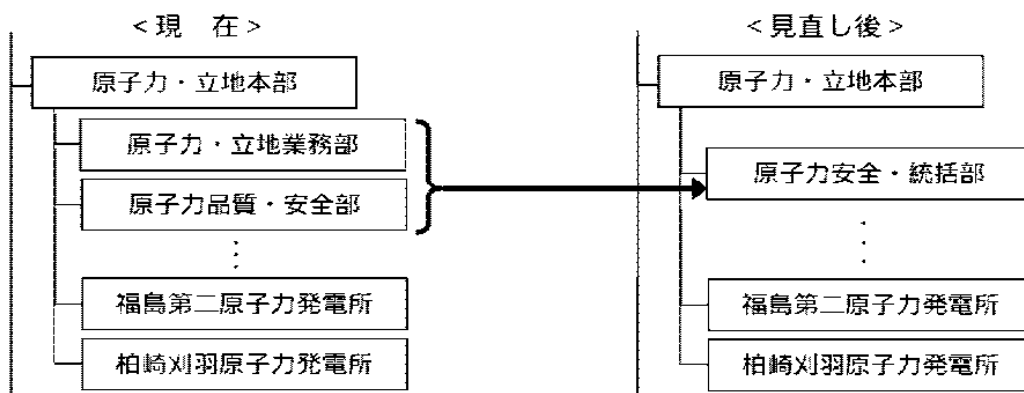 ＜現　在＞
原子力・立地本部
原子力・立地業務部
原子力品質・安全部
福島第二原子力発電所
柏崎刈羽原子力発電所
＜見直し後＞
原子力・立地本部
原子力安全・統括部
福島第二原子力発電所
柏崎刈羽原子力発電所